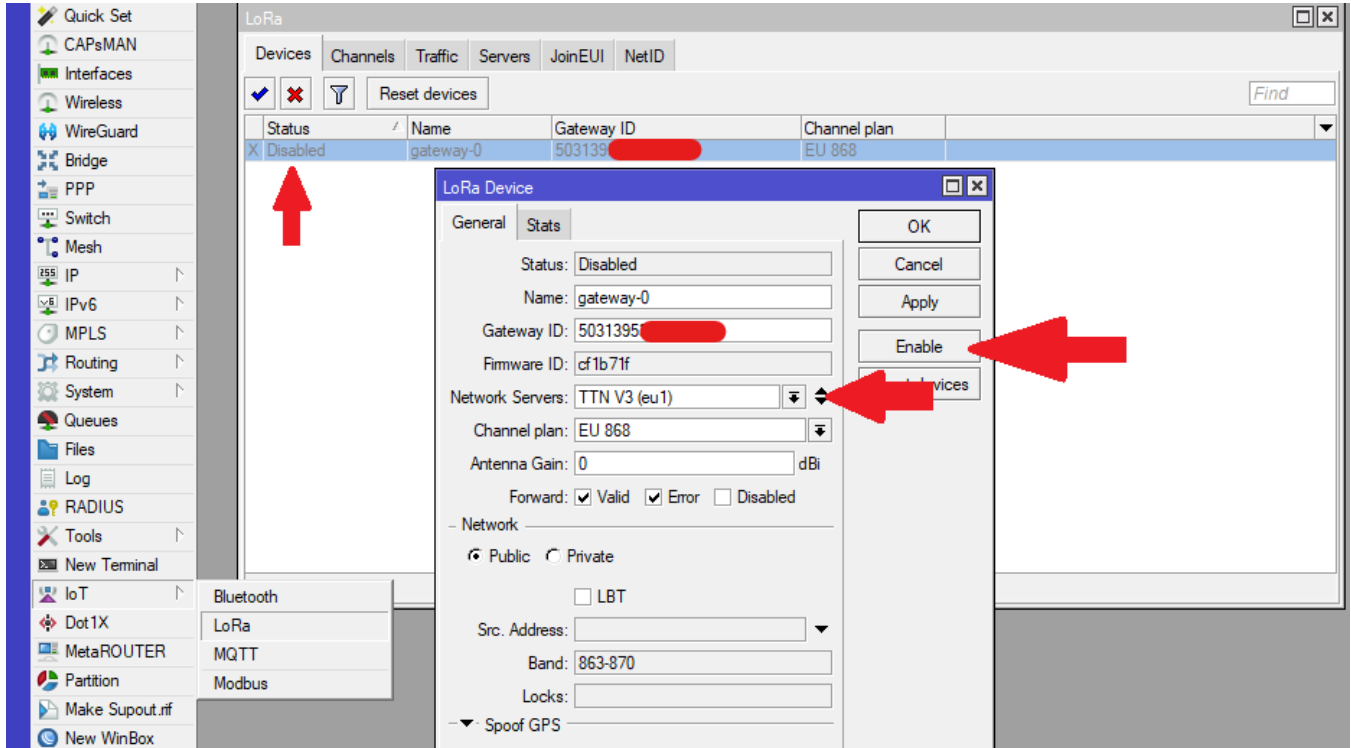 Quick Set
CAPsMAN
Interfaces
Wireless
WireGuard
Bridge
PPP
Switch
Mesh
IP
IPv6
MPLS
Routing
System
Queues
Files
Log
RADIUS
Tools
New Terminal
IoT
Dot1X
MetaROUTER
Partition
Make Supout.rif
New WinBox
Bluetooth
LoRa
MQTT
Modbus
LoRa
Devices Channels Traffic Servers JoinEUI NetID
Reset devices Find
Status Name Gateway ID Channel plan
X Disabled gateway-0 503139 EU 868
LoRa Device
General Stats
Status: Disabled
Name: gateway-0
Gateway ID: 5031395
Firmware ID: cf1b71f
Network Servers: TTN V3 (eu1)
Channel plan: EU 868
Antenna Gain: 0 dBi
Forward: Valid Error Disabled
Network
Public Private
LBT
Src. Address:
Band: 863-870
Locks:
Spoof GPS
OK
Cancel
Apply
Enable